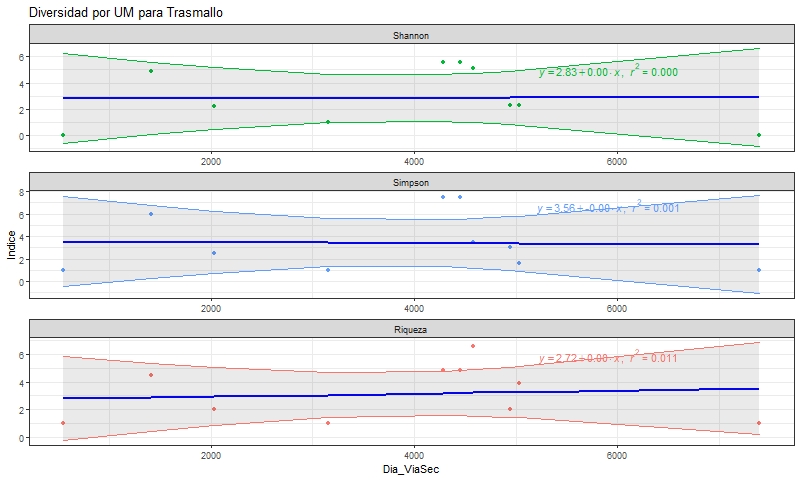 Diversidad por UM para Trasmallo
Shannon
y = 2.83 + 0.00 · x, r² = 0.000
6
4
2
0
2000 4000 6000
Simpson
y = 3.56 + -0.00 · x, r² = 0.001
8
6
4
2
0
2000 4000 6000
Indice
Riqueza
y = 2.72 + 0.00 · x, r² = 0.011
6
4
2
0
2000 4000 6000
Dia_ViaSec